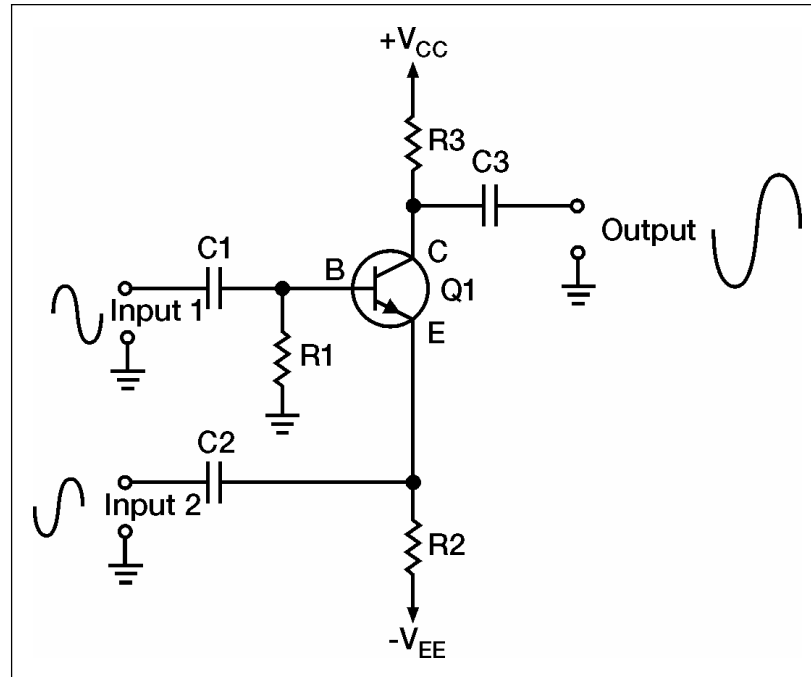 +VCC
R3
C3
Output
C1
B
C
Q1
Input 1
E
R1
C2
Input 2
R2
-VEE